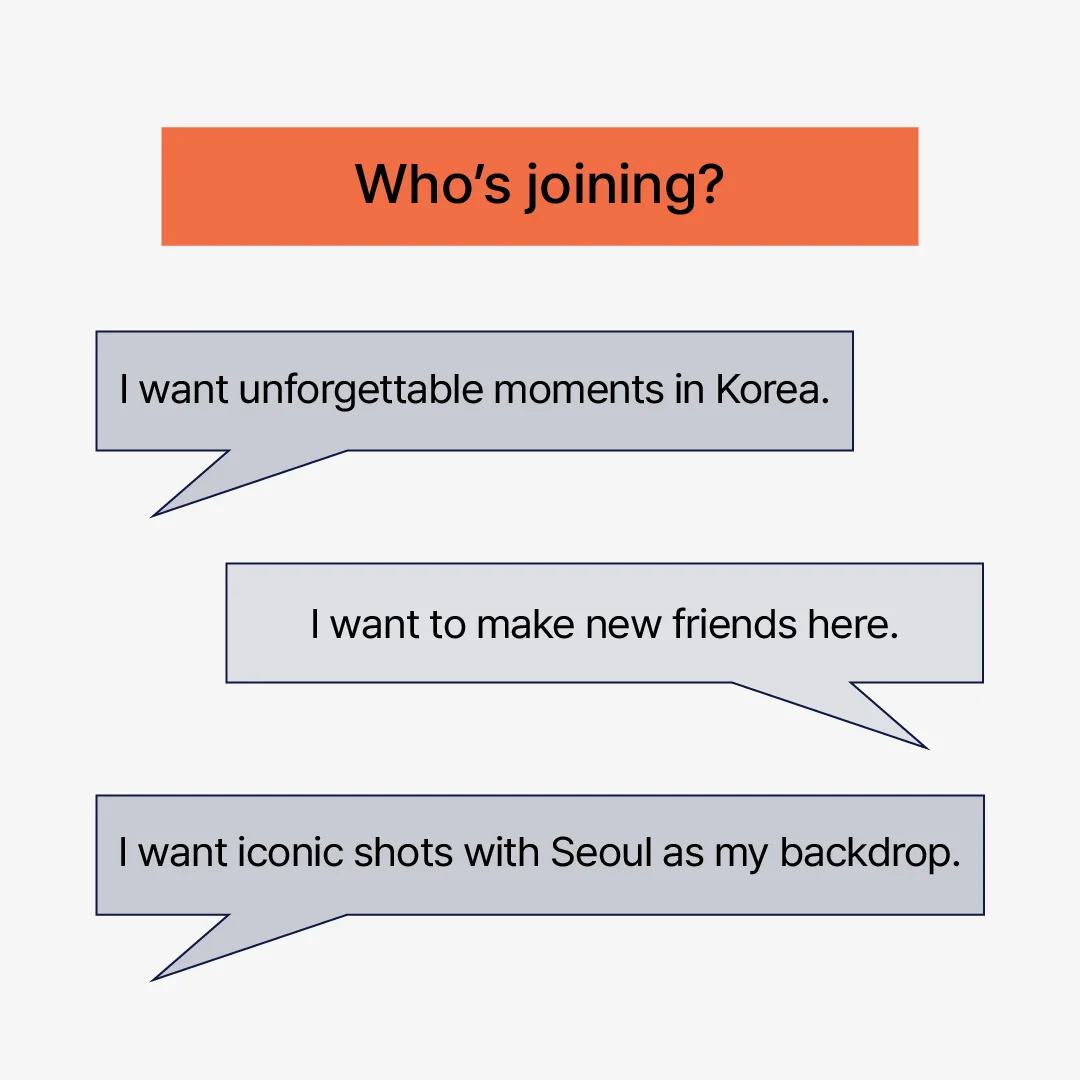 Who’s joining?
I want unforgettable moments in Korea.
I want to make new friends here.
I want iconic shots with Seoul as my backdrop.